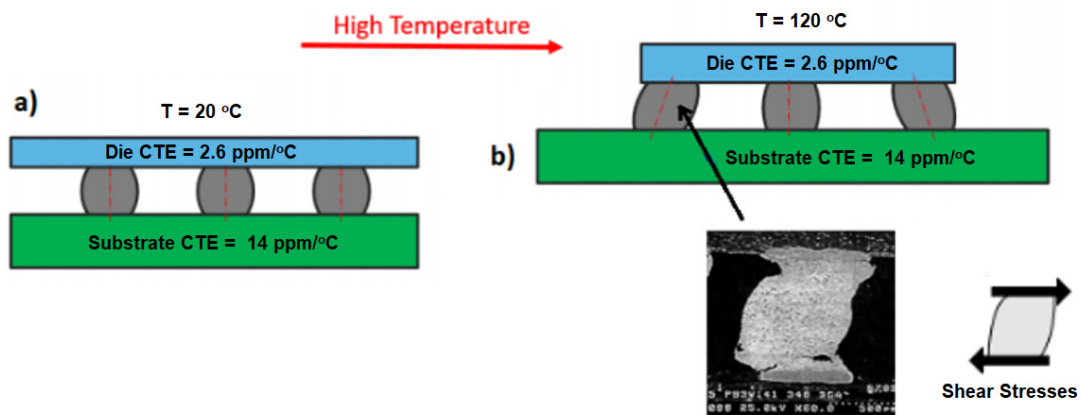 High Temperature
T = 120 °C
Die CTE = 2.6 ppm/°C
a)
T = 20 °C
Die CTE = 2.6 ppm/°C
b)
Substrate CTE = 14 ppm/°C
Substrate CTE = 14 ppm/°C
Shear Stresses